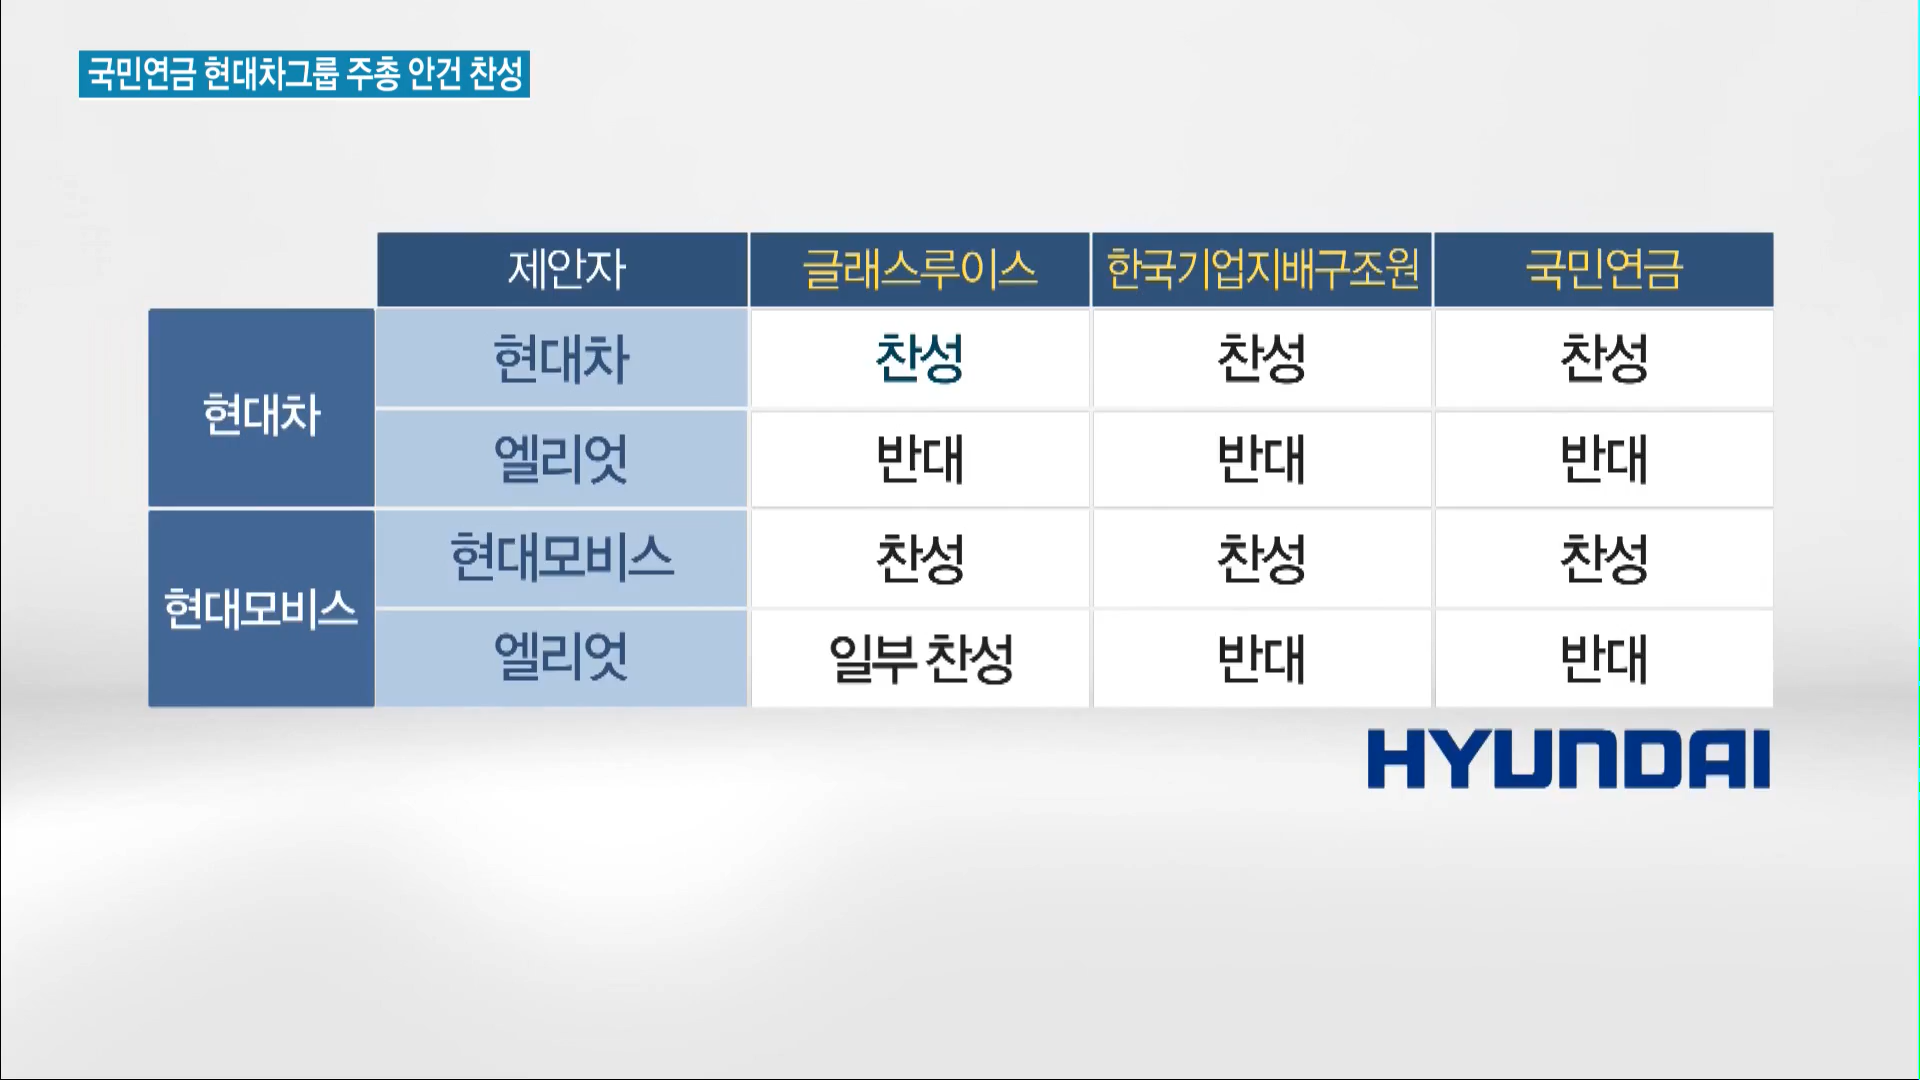 국민연금 현대차그룹 주총 안건 찬성
제안자 글래스루이스 한국기업지배구조원 국민연금
현대차
현대차 찬성 찬성 찬성
엘리엇 반대 반대 반대
현대모비스
현대모비스 찬성 찬성 찬성
엘리엇 일부 찬성 반대 반대
HYUNDAI